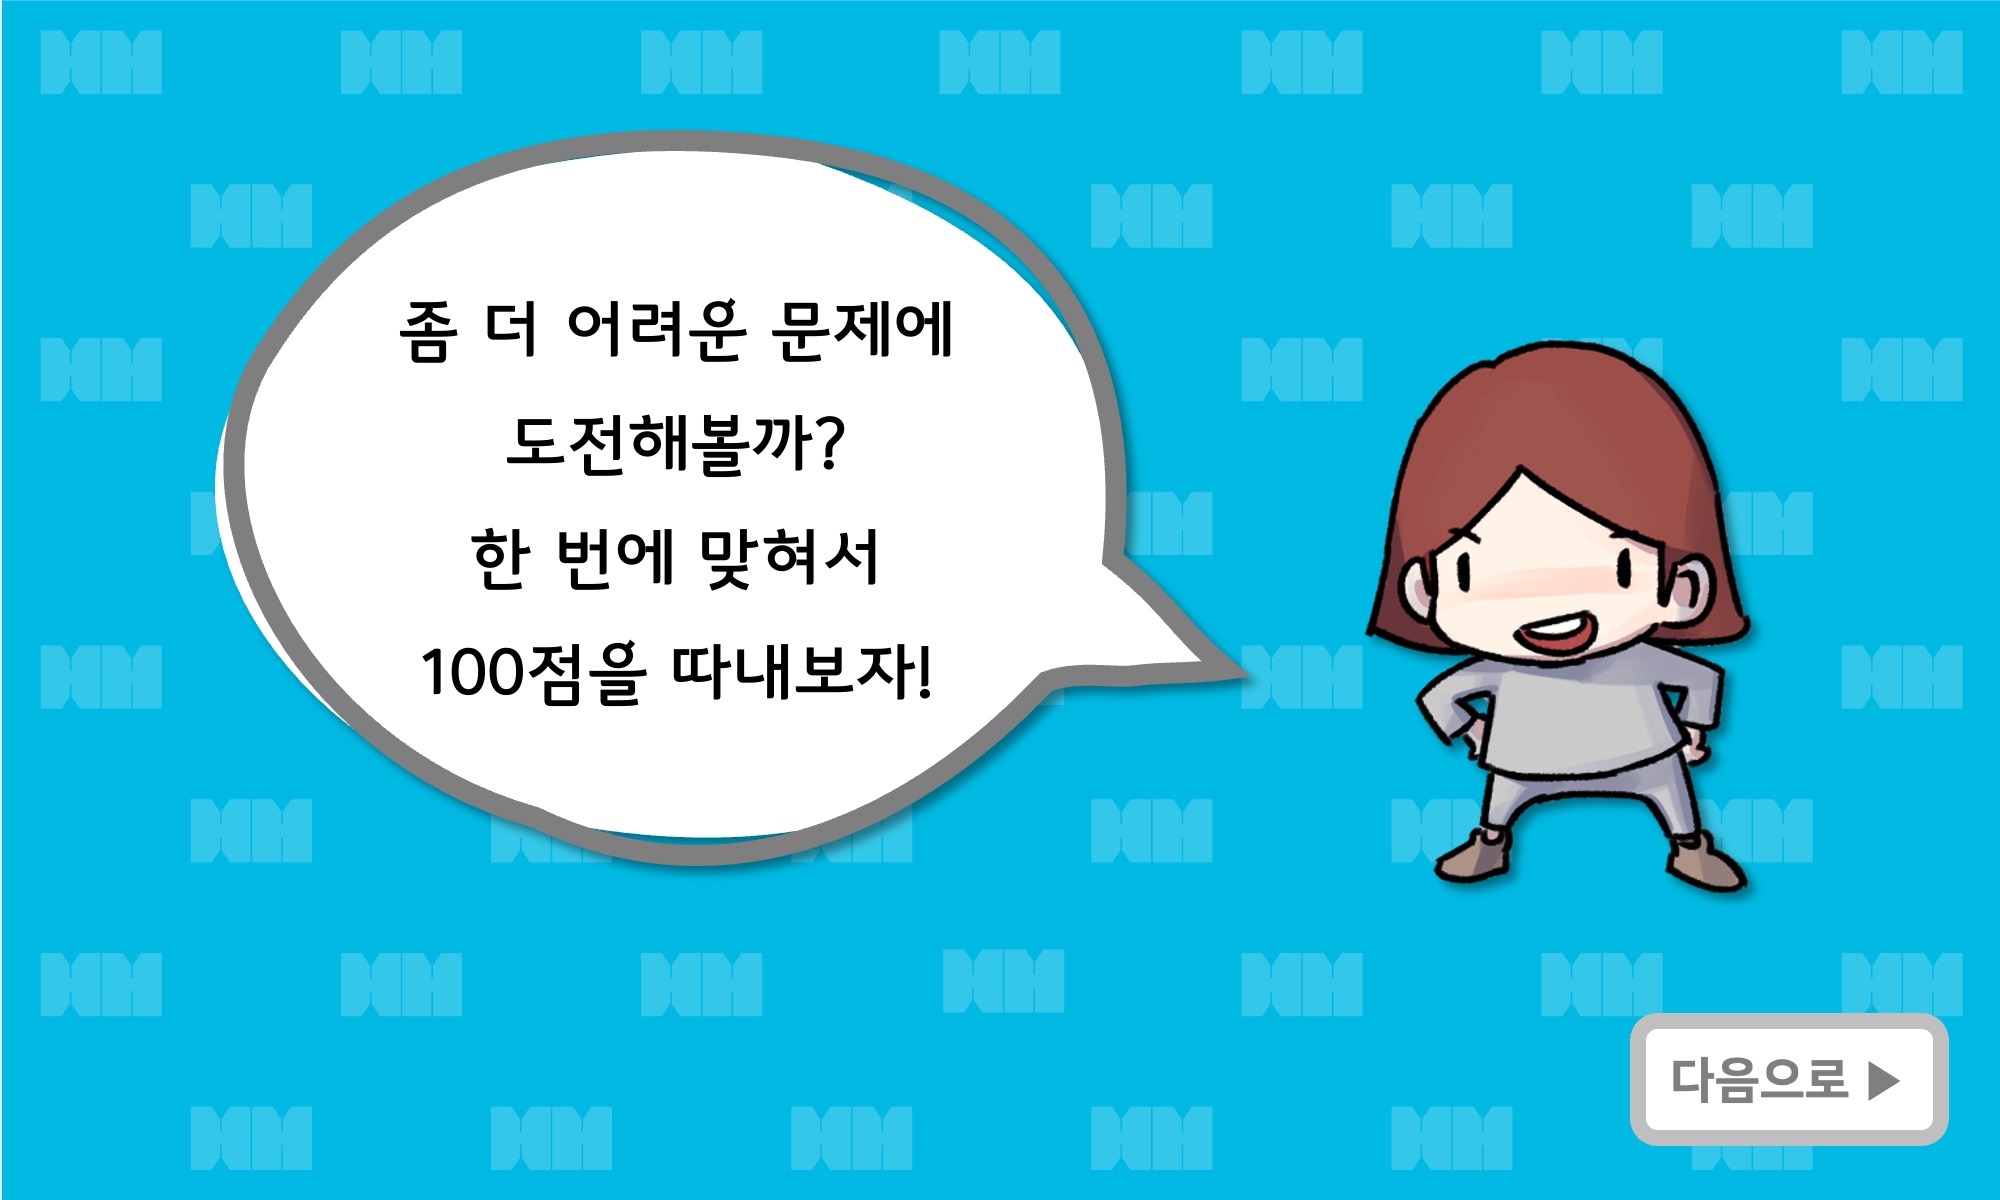 좀 더 어려운 문제에
도전해볼까?
한 번에 맞혀서
100점을 따내보자!
다음으로 ▶